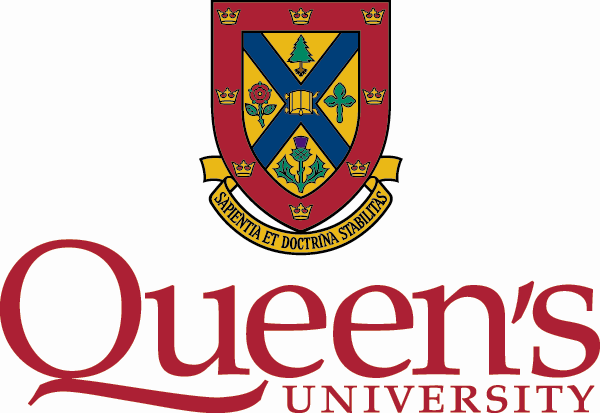 SAPIENTIA ET DOCTRINA STABILITAS
Queen's
UNIVERSITY